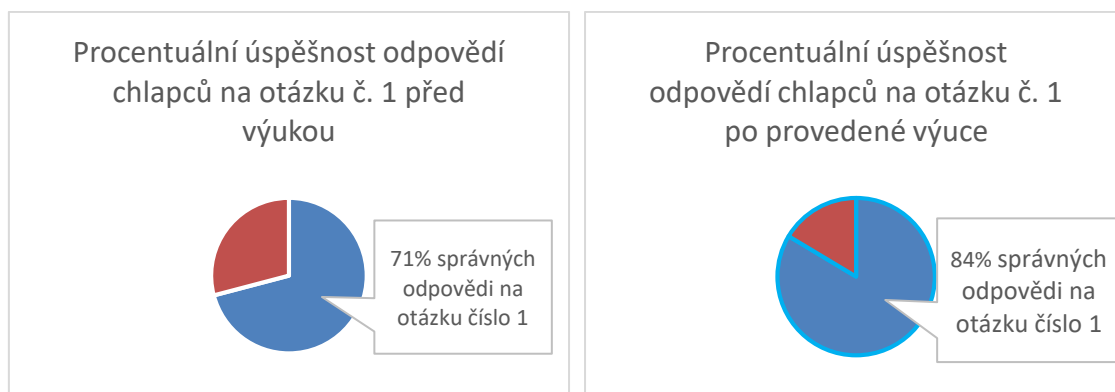 Procentuální úspěšnost odpovědí
chlapců na otázku č. 1 před
výukou
71% správných
odpovědi na
otázku číslo 1
Procentuální úspěšnost
odpovědí chlapců na otázku č. 1
po provedené výuce
84% správných
odpovědi na
otázku číslo 1